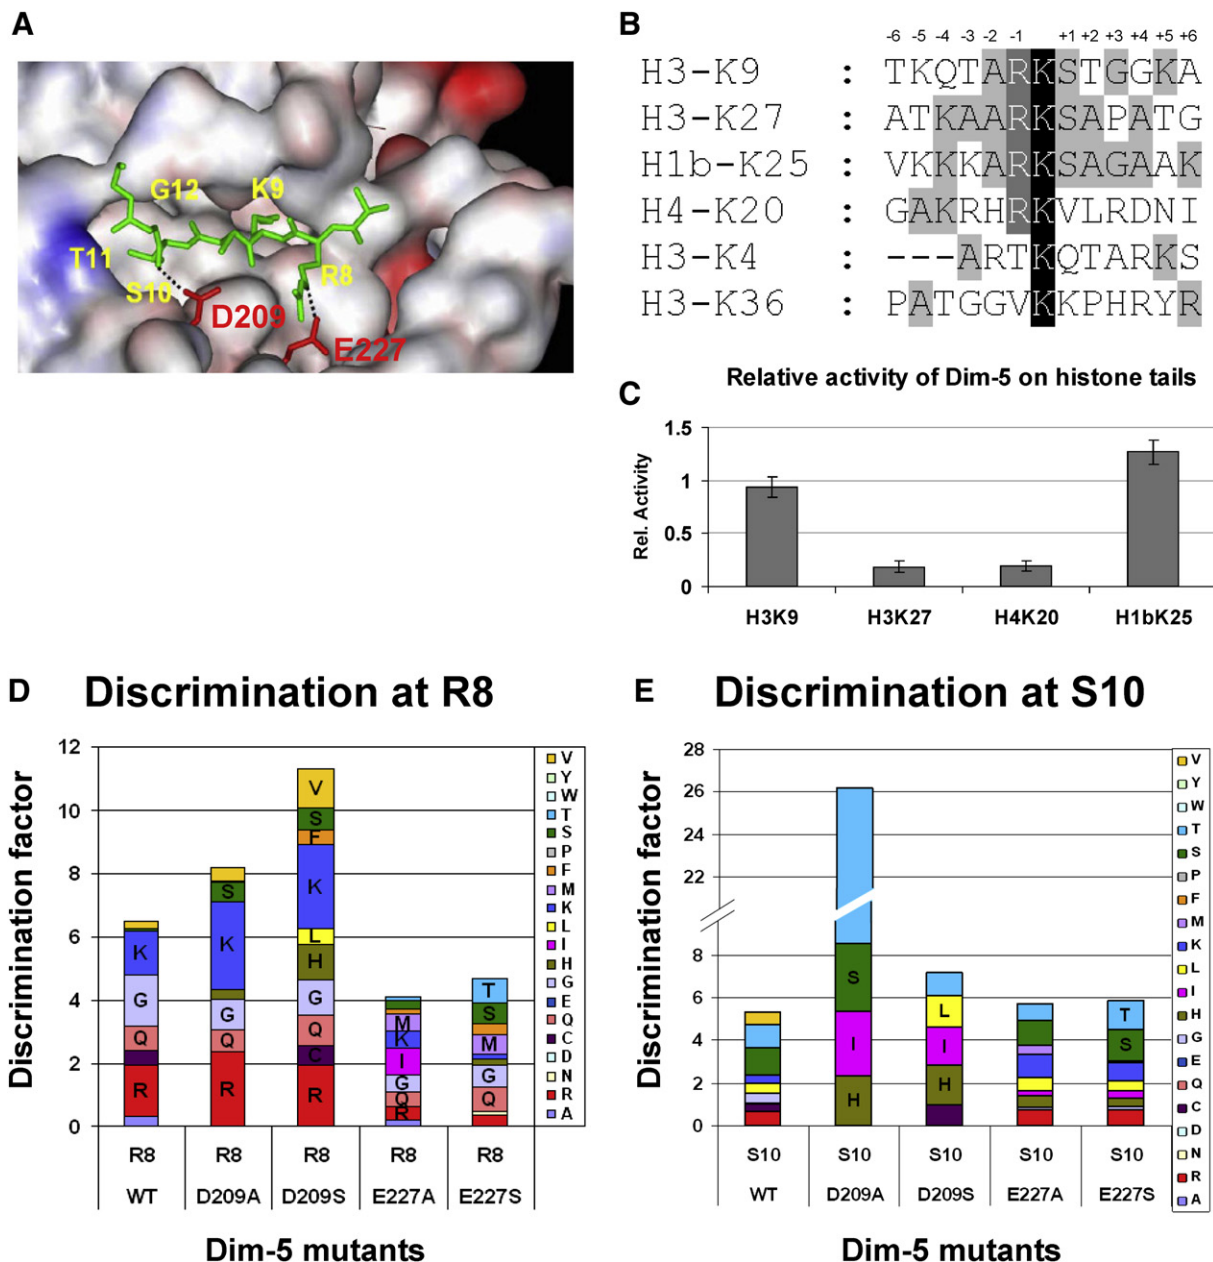 A
G12
K9
T11
S10
R8
D209
E227
B
-6 -5 -4 -3 -2 -1 +1 +2 +3 +4 +5 +6
H3-K9 : TKQTARKSTGGKA
H3-K27 : ATKAARKSAPATG
H1b-K25 : VKKKARKSAGAAK
H4-K20 : GAKRHRKVLRDNI
H3-K4 : ---ARTKQTARKS
H3-K36 : PATGGVKKPHRYR
C
Relative activity of Dim-5 on histone tails
Rel. Activity
1.5
1
0.5
0
H3K9 H3K27 H4K20 H1bK25
D
Discrimination at R8
Discrimination factor
12
10
8
6
4
2
0
K
G
Q
R
S
K
G
Q
R
V
S
F
K
L
H
G
Q
C
R
M
K
I
G
Q
R
T
S
M
G
Q
V
Y
W
T
S
P
F
M
K
L
I
H
G
E
Q
C
D
N
R
A
R8 R8 R8 R8 R8
WT D209A D209S E227A E227S
Dim-5 mutants
E
Discrimination at S10
Discrimination factor
28
26
24
22
8
6
4
2
0
S
I
H
L
I
H
T
S
V
Y
W
T
S
P
F
M
K
L
I
H
G
E
Q
C
D
N
R
A
S10 S10 S10 S10 S10
WT D209A D209S E227A E227S
Dim-5 mutants